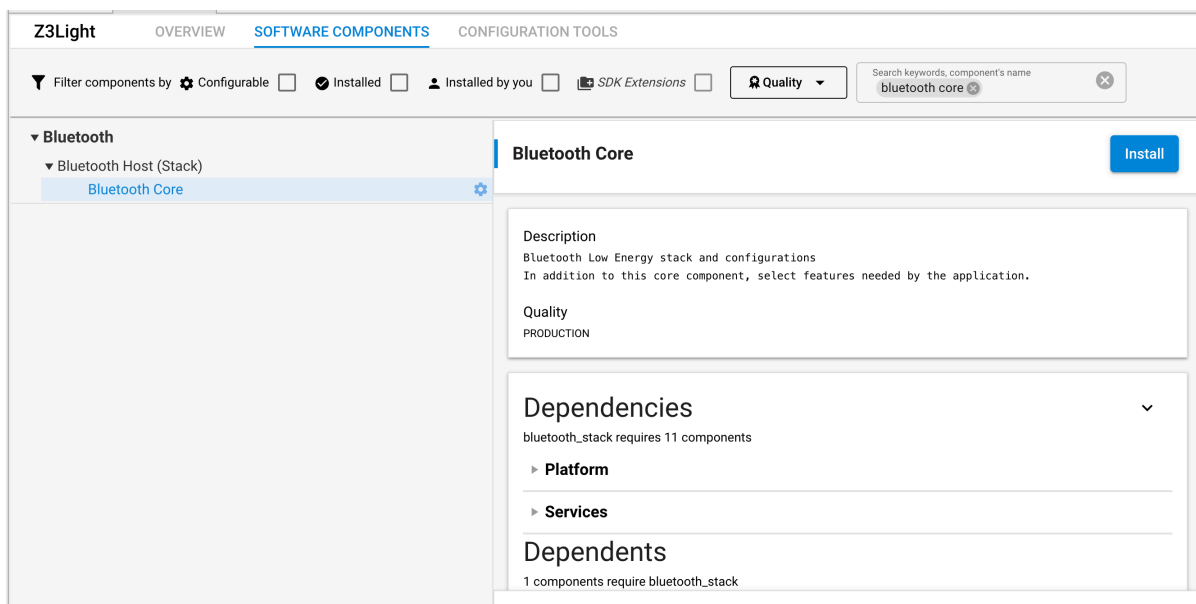 Z3Light OVERVIEW SOFTWARE COMPONENTS CONFIGURATION TOOLS
Filter components by Configurable Installed Installed by you SDK Extensions Quality
Search keywords, component's name
bluetooth core
Bluetooth
Bluetooth Host (Stack)
Bluetooth Core
Bluetooth Core
Install
Description
Bluetooth Low Energy stack and configurations
In addition to this core component, select features needed by the application.
Quality
PRODUCTION
Dependencies
bluetooth_stack requires 11 components
Platform
Services
Dependents
1 components require bluetooth_stack